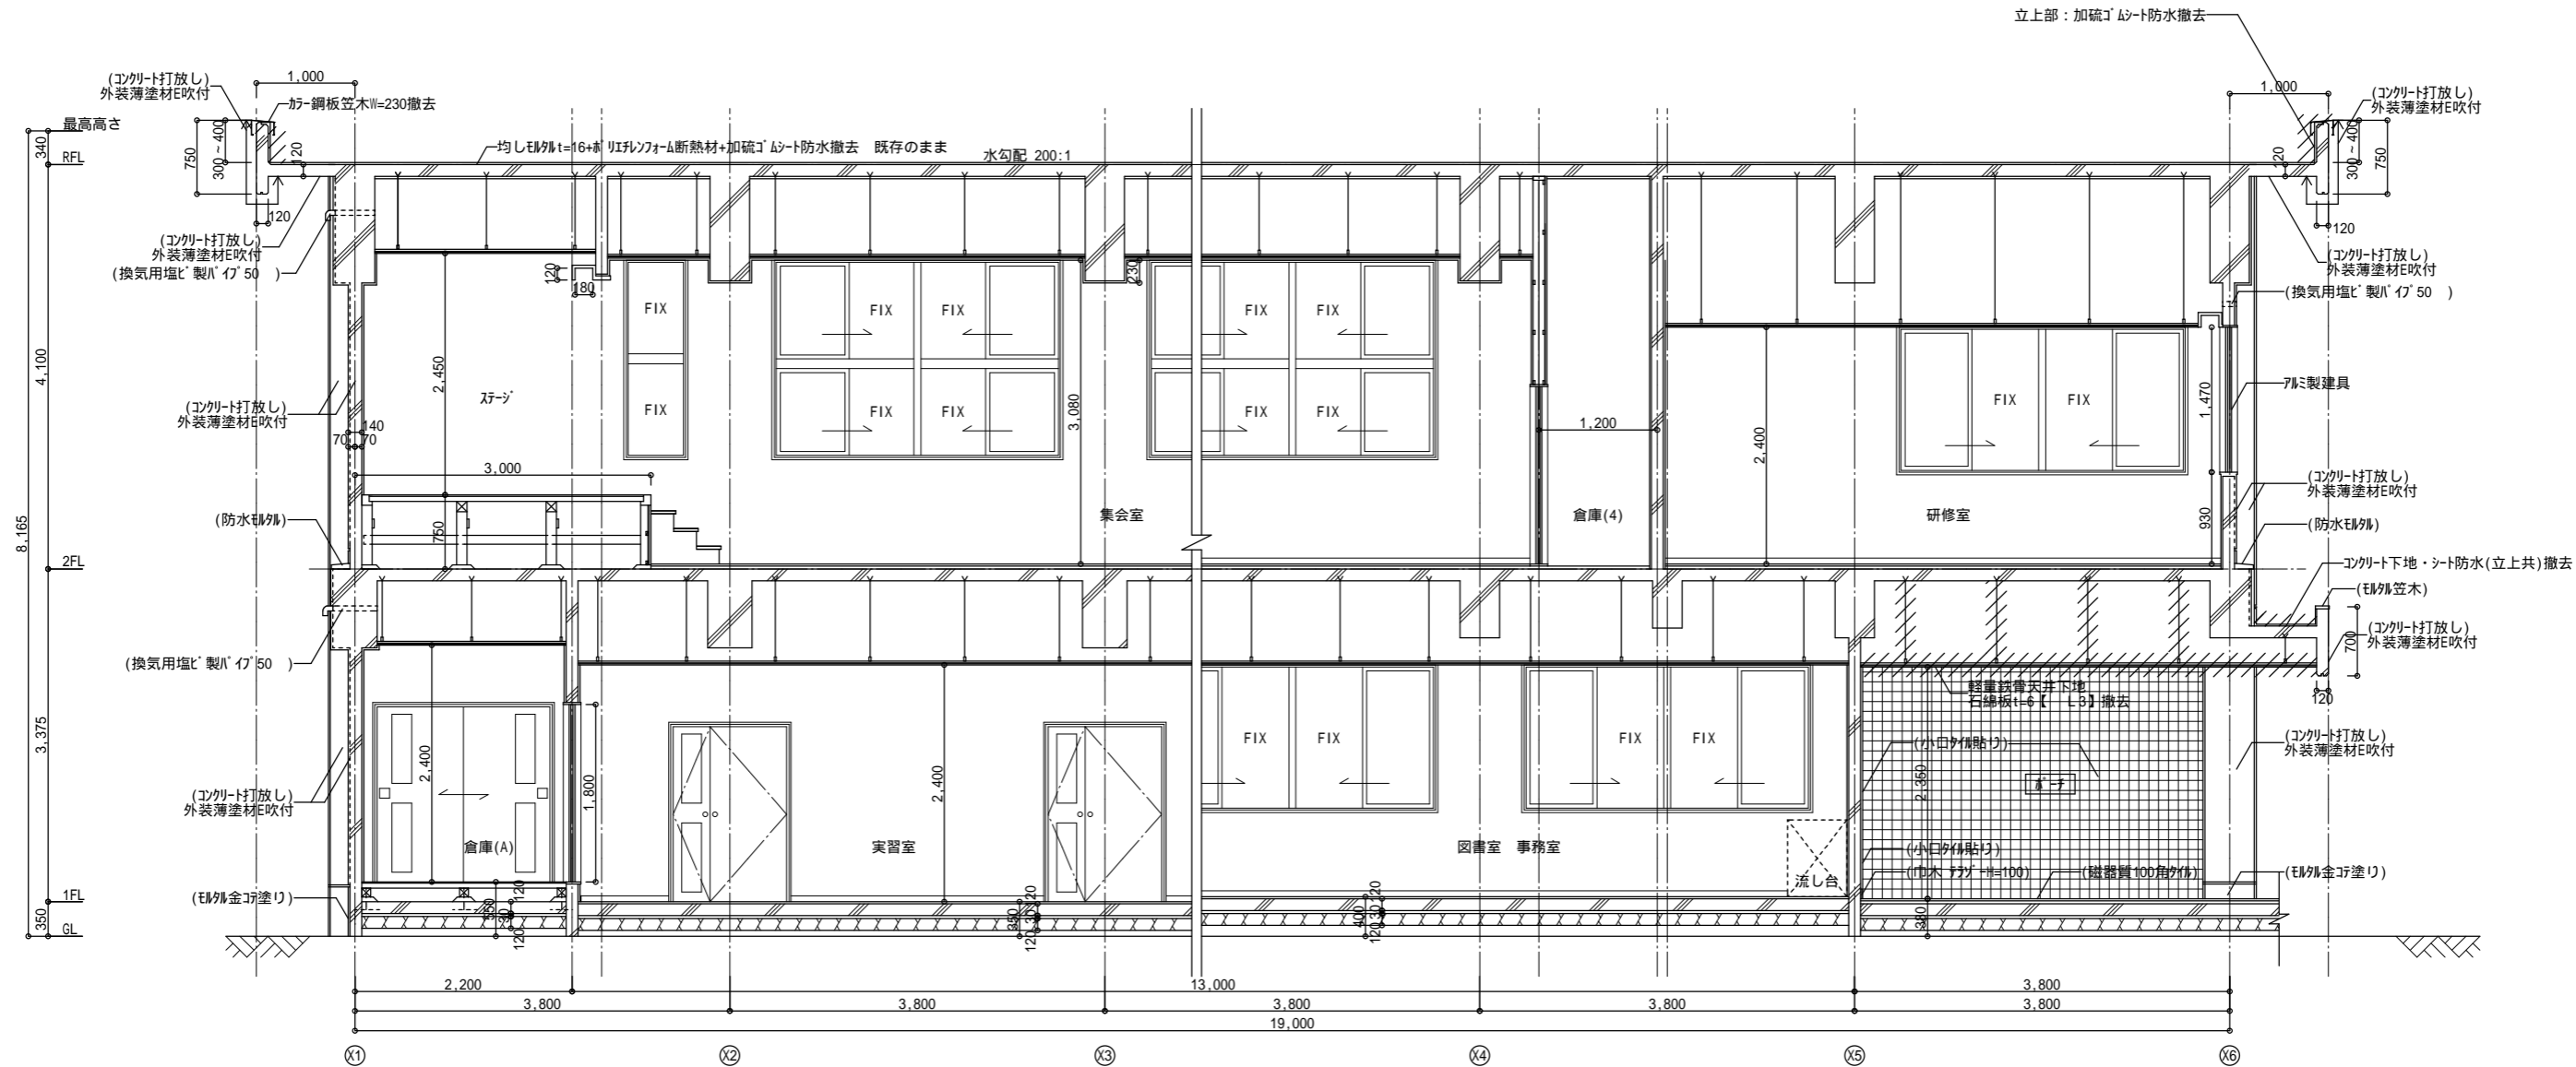 立上部：加硫ｺﾞﾑｼｰﾄ防水撤去
(ｺﾝｸﾘｰﾄ打放し)
外装薄塗材E吹付
1,000
ｶﾗｰ鋼板笠木W=230撤去
1,000
(ｺﾝｸﾘｰﾄ打放し)
外装薄塗材E吹付
最高高さ
340
RFL
750
300～400
120
均しﾓﾙﾀﾙt=16+ﾎﾟﾘｴﾁﾚﾝﾌｫｰﾑ断熱材+加硫ｺﾞﾑｼｰﾄ防水撤去　既存のまま
水勾配 200:1
120
300～400
750
120
120
(ｺﾝｸﾘｰﾄ打放し)
外装薄塗材E吹付
(換気用塩ﾋﾞ製ﾊﾟｲﾌﾟ50　)
(ｺﾝｸﾘｰﾄ打放し)
外装薄塗材E吹付
(換気用塩ﾋﾞ製ﾊﾟｲﾌﾟ50　)
120
180
230
FIX
FIX
FIX
FIX
FIX
4,100
2,450
ｽﾃｰｼﾞ
3,080
1,470
ｱﾙﾐ製建具
(ｺﾝｸﾘｰﾄ打放し)
外装薄塗材E吹付
FIX
FIX
FIX
FIX
FIX
FIX
FIX
140
70
70
1,200
2,400
3,000
(ｺﾝｸﾘｰﾄ打放し)
外装薄塗材E吹付
8,165
(防水ﾓﾙﾀﾙ)
750
集会室
倉庫(4)
研修室
930
(防水ﾓﾙﾀﾙ)
2FL
ｺﾝｸﾘｰﾄ下地・ｼｰﾄ防水(立上共)撤去
(ﾓﾙﾀﾙ笠木)
(ｺﾝｸﾘｰﾄ打放し)
外装薄塗材E吹付
700
(換気用塩ﾋﾞ製ﾊﾟｲﾌﾟ50　)
軽量鉄骨天井下地
石綿板t=6【　L3】撤去
120
3,375
2,400
1,800
2,400
FIX
FIX
FIX
FIX
(小口ﾀｲﾙ貼り)
2,350
ﾎﾟｰﾁ
(ｺﾝｸﾘｰﾄ打放し)
外装薄塗材E吹付
(ｺﾝｸﾘｰﾄ打放し)
外装薄塗材E吹付
倉庫(A)
実習室
図書室　事務室
(小口ﾀｲﾙ貼り)
流し台
(巾木 ﾃﾗｿﾞｰH=100)
(磁器質100角ﾀｲﾙ)
(ﾓﾙﾀﾙ金ｺﾃ塗り)
(ﾓﾙﾀﾙ金ｺﾃ塗り)
1FL
350
GL
550
120
30
120
350
120
30
120
400
120
30
120
380
2,200
13,000
3,800
3,800
3,800
3,800
3,800
3,800
19,000
X1
X2
X3
X4
X5
X6